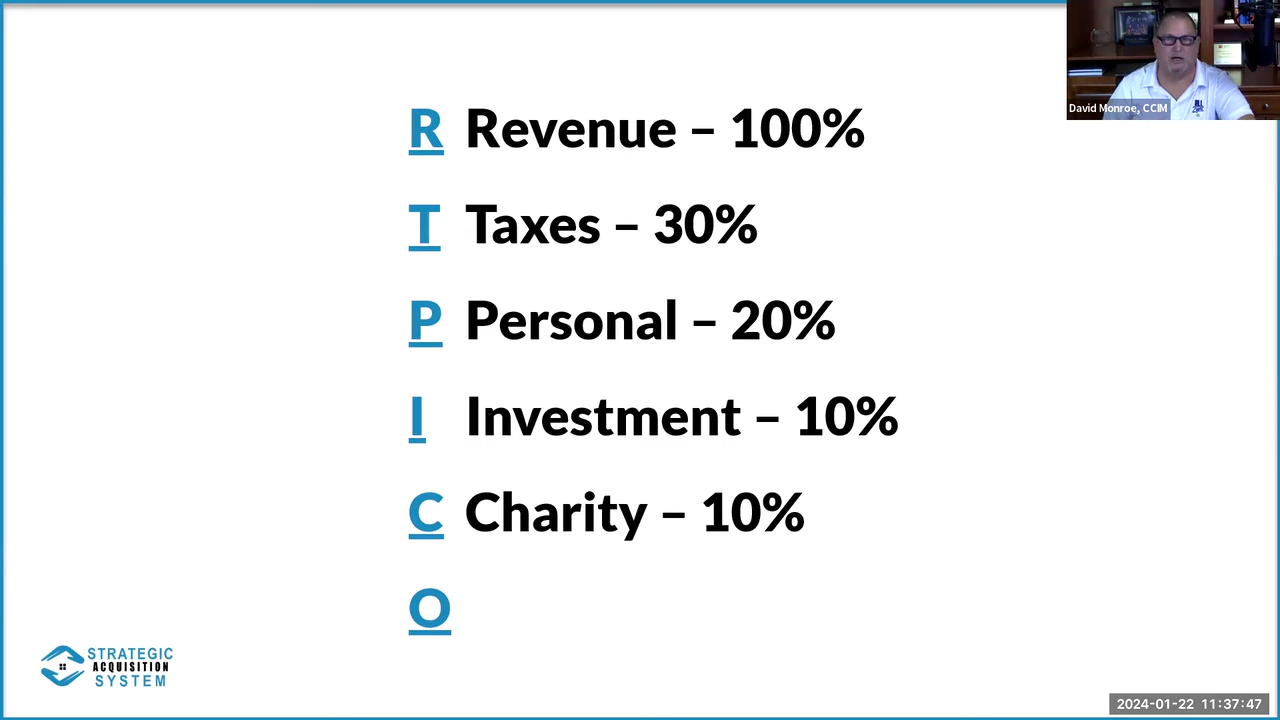 David Monroe, CCIM
R Revenue – 100%
T Taxes – 30%
P Personal – 20%
I Investment – 10%
C Charity – 10%
O
STRATEGIC
ACQUISITION
SYSTEM
2024-01-22 11:37:47